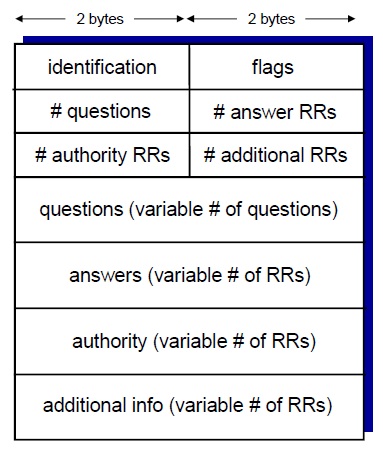 2 bytes 2 bytes
identification flags
# questions # answer RRs
# authority RRs # additional RRs
questions (variable # of questions)
answers (variable # of RRs)
authority (variable # of RRs)
additional info (variable # of RRs)